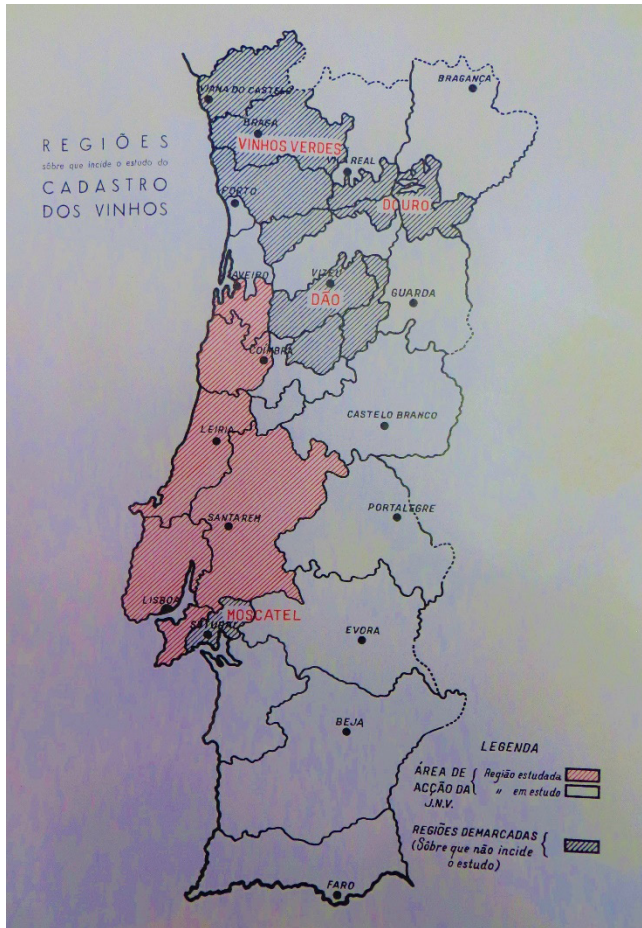 REGIÕES
sôbre que incide o estudo do
CADASTRO
DOS VINHOS
BRAGANÇA
VIANA DO CASTELO
BRAGA
VINHOS VERDES
VILA REAL
PORTO
DOURO
AVEIRO
VIZEU
DÃO
GUARDA
COIMBRA
CASTELO BRANCO
LEIRIA
PORTALEGRE
SANTAREM
LISBOA
MOSCATEL
SETUBAL
EVORA
BEJA
LEGENDA
ÁREA DE ACÇÃO DA J.N.V.
Região estudada
" em estudo
REGIÕES DEMARCADAS
(Sôbre que não incide
o estudo)
FARO